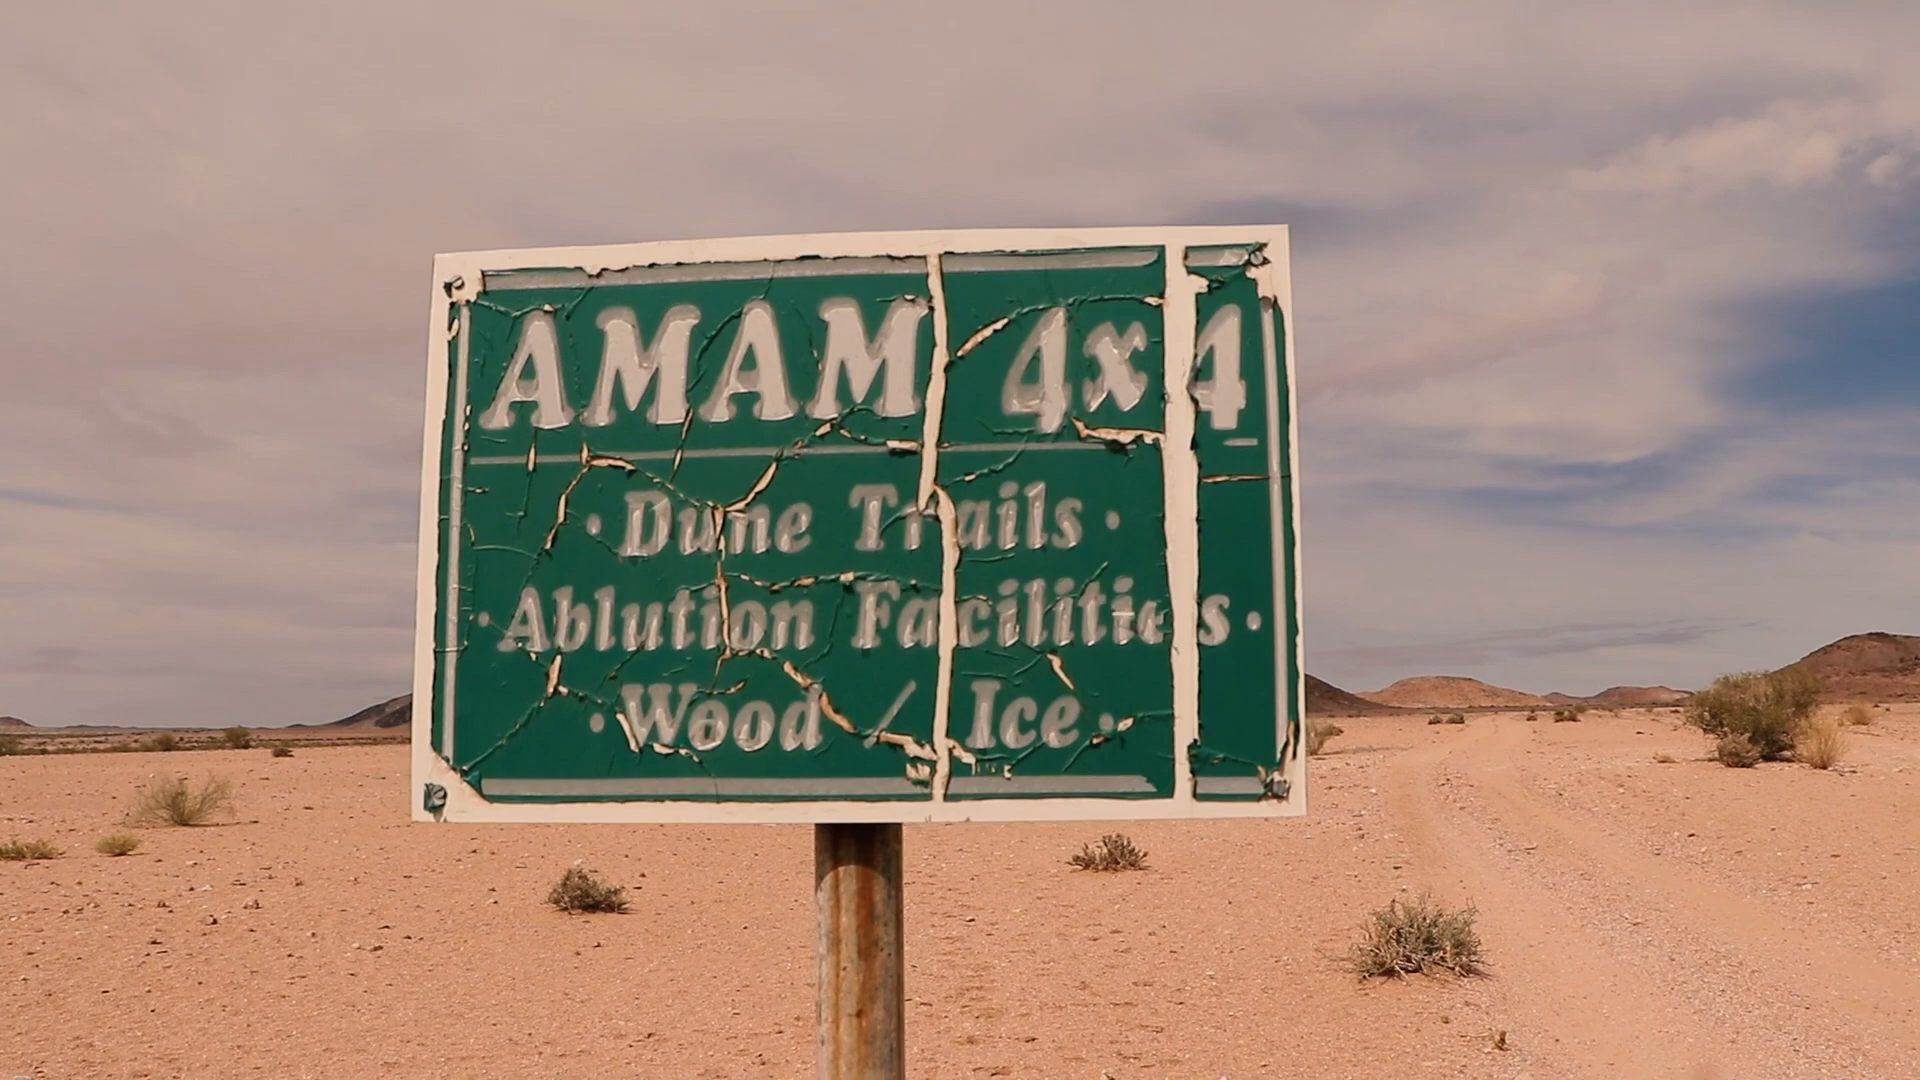 AMAM 4x4
· Dune Trails ·
· Ablution Facilities ·
· Wood / Ice ·